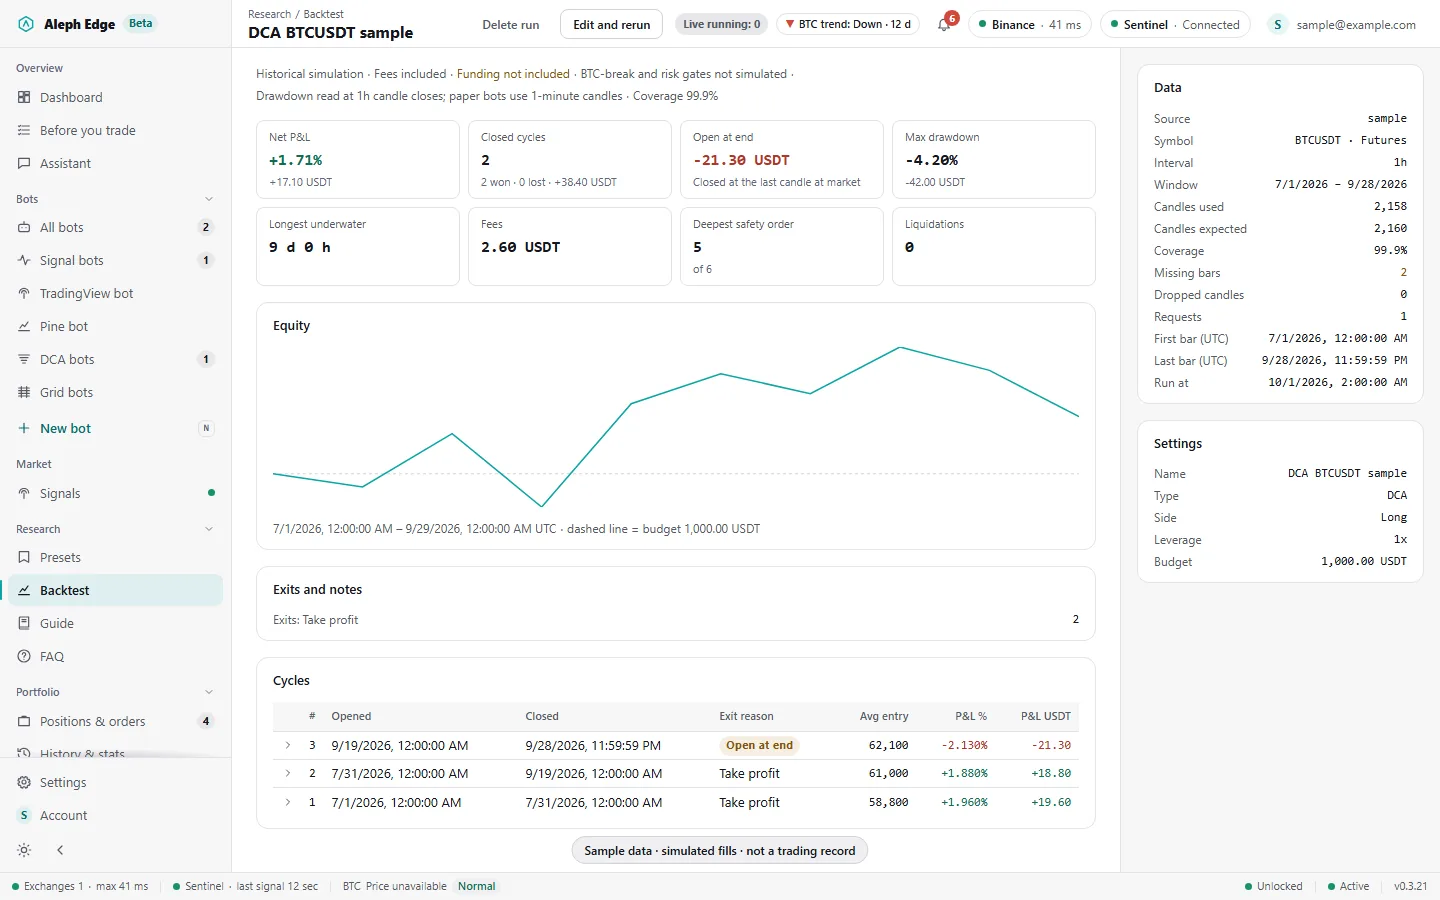 Aleph Edge Beta
Overview
Dashboard
Before you trade
Assistant
Bots
All bots 2
Signal bots 1
TradingView bot
Pine bot
DCA bots 1
Grid bots
New bot N
Market
Signals
Research
Presets
Backtest
Guide
FAQ
Portfolio
Positions & orders 4
History & stats
Settings
S Account
Research / Backtest
DCA BTCUSDT sample
Delete run
Edit and rerun
Live running: 0
▼ BTC trend: Down · 12 d
6
Binance · 41 ms
Sentinel · Connected
S sample@example.com
Historical simulation · Fees included · Funding not included · BTC-break and risk gates not simulated ·
Drawdown read at 1h candle closes; paper bots use 1-minute candles · Coverage 99.9%
Net P&L
+1.71%
+17.10 USDT
Closed cycles
2
2 won · 0 lost · +38.40 USDT
Open at end
-21.30 USDT
Closed at the last candle at market
Max drawdown
-4.20%
-42.00 USDT
Longest underwater
9 d 0 h
Fees
2.60 USDT
Deepest safety order
5
of 6
Liquidations
0
Equity
7/1/2026, 12:00:00 AM – 9/29/2026, 12:00:00 AM UTC · dashed line = budget 1,000.00 USDT
Exits and notes
Exits: Take profit 2
Cycles
# Opened Closed Exit reason Avg entry P&L % P&L USDT
3 9/19/2026, 12:00:00 AM 9/28/2026, 11:59:59 PM Open at end 62,100 -2.130% -21.30
2 7/31/2026, 12:00:00 AM 9/19/2026, 12:00:00 AM Take profit 61,000 +1.880% +18.80
1 7/1/2026, 12:00:00 AM 7/31/2026, 12:00:00 AM Take profit 58,800 +1.960% +19.60
Sample data · simulated fills · not a trading record
Data
Source sample
Symbol BTCUSDT · Futures
Interval 1h
Window 7/1/2026 – 9/28/2026
Candles used 2,158
Candles expected 2,160
Coverage 99.9%
Missing bars 2
Dropped candles 0
Requests 1
First bar (UTC) 7/1/2026, 12:00:00 AM
Last bar (UTC) 9/28/2026, 11:59:59 PM
Run at 10/1/2026, 2:00:00 AM
Settings
Name DCA BTCUSDT sample
Type DCA
Side Long
Leverage 1x
Budget 1,000.00 USDT
Exchanges 1 · max 41 ms
Sentinel · last signal 12 sec
BTC Price unavailable Normal
Unlocked
Active
v0.3.21